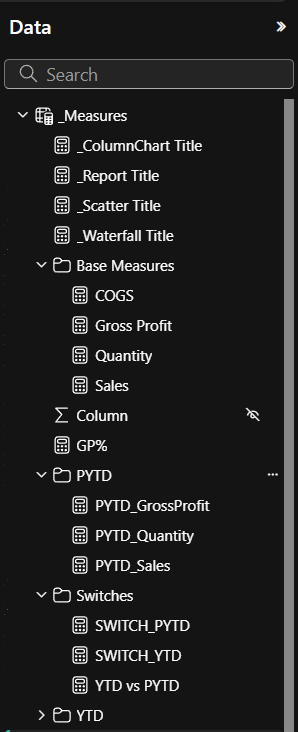 Data
Search
_Measures
_ColumnChart Title
_Report Title
_Scatter Title
_Waterfall Title
Base Measures
COGS
Gross Profit
Quantity
Sales
Column
GP%
PYTD
PYTD_GrossProfit
PYTD_Quantity
PYTD_Sales
Switches
SWITCH_PYTD
SWITCH_YTD
YTD vs PYTD
YTD